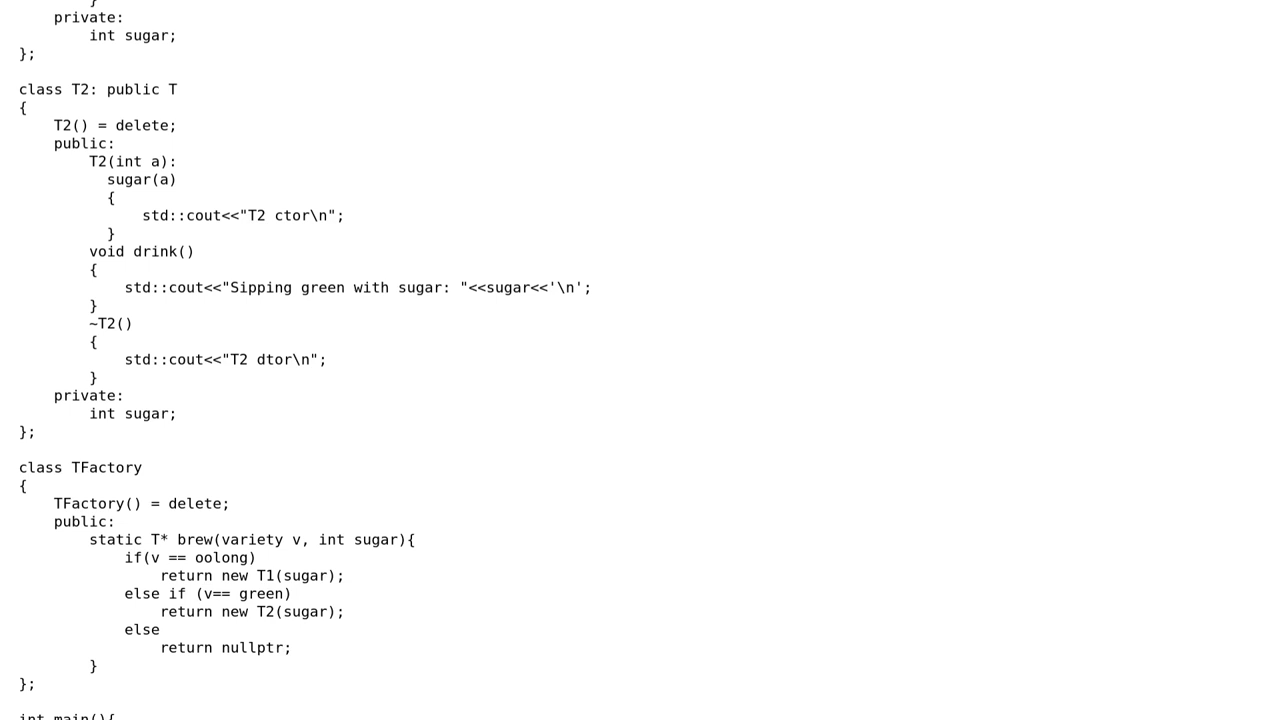 }
    private:
        int sugar;
};

class T2: public T
{
    T2() = delete;
    public:
        T2(int a):
          sugar(a)
          {
              std::cout<<"T2 ctor\n";
          }
        void drink()
        {
            std::cout<<"Sipping green with sugar: "<<sugar<<'\n';
        }
        ~T2()
        {
            std::cout<<"T2 dtor\n";
        }
    private:
        int sugar;
};

class TFactory
{
    TFactory() = delete;
    public:
        static T* brew(variety v, int sugar){
            if(v == oolong)
                return new T1(sugar);
            else if (v== green)
                return new T2(sugar);
            else
                return nullptr;
        }
};

int main(){